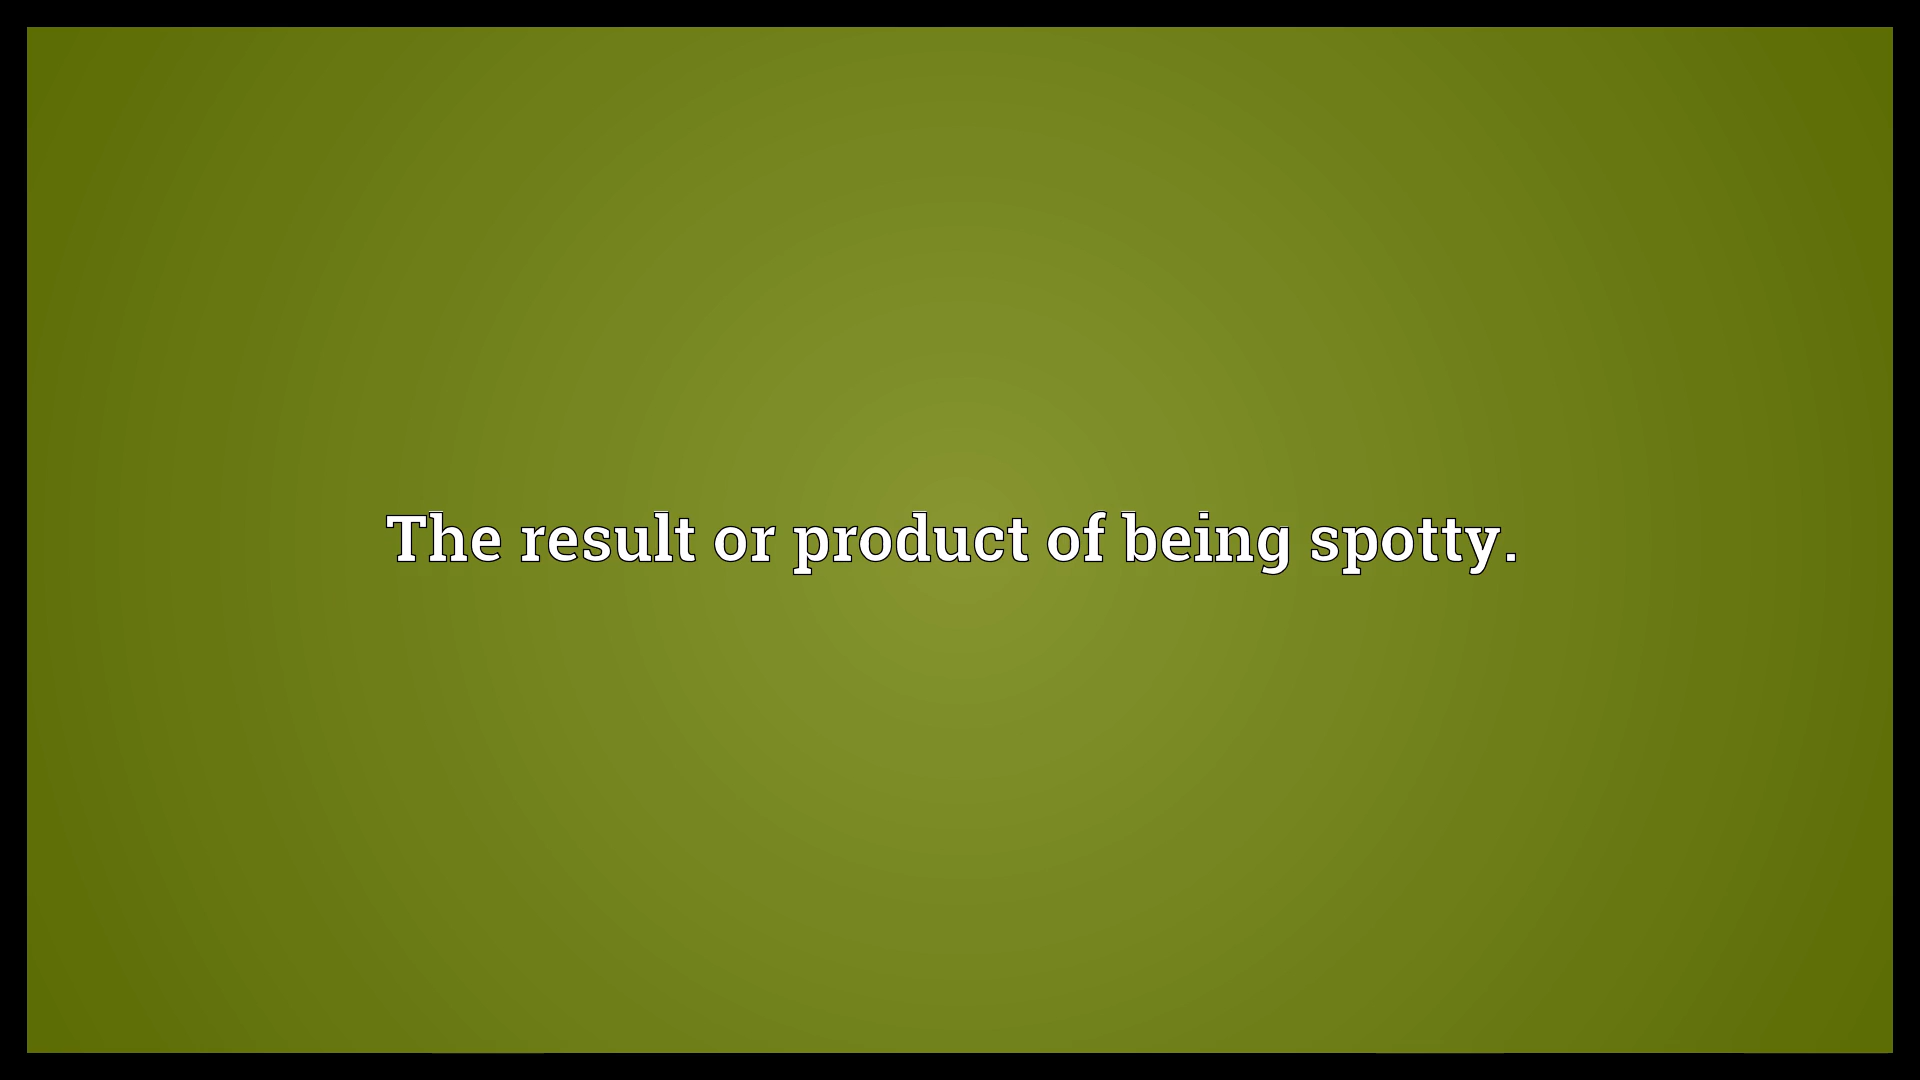 The result or product of being spotty.